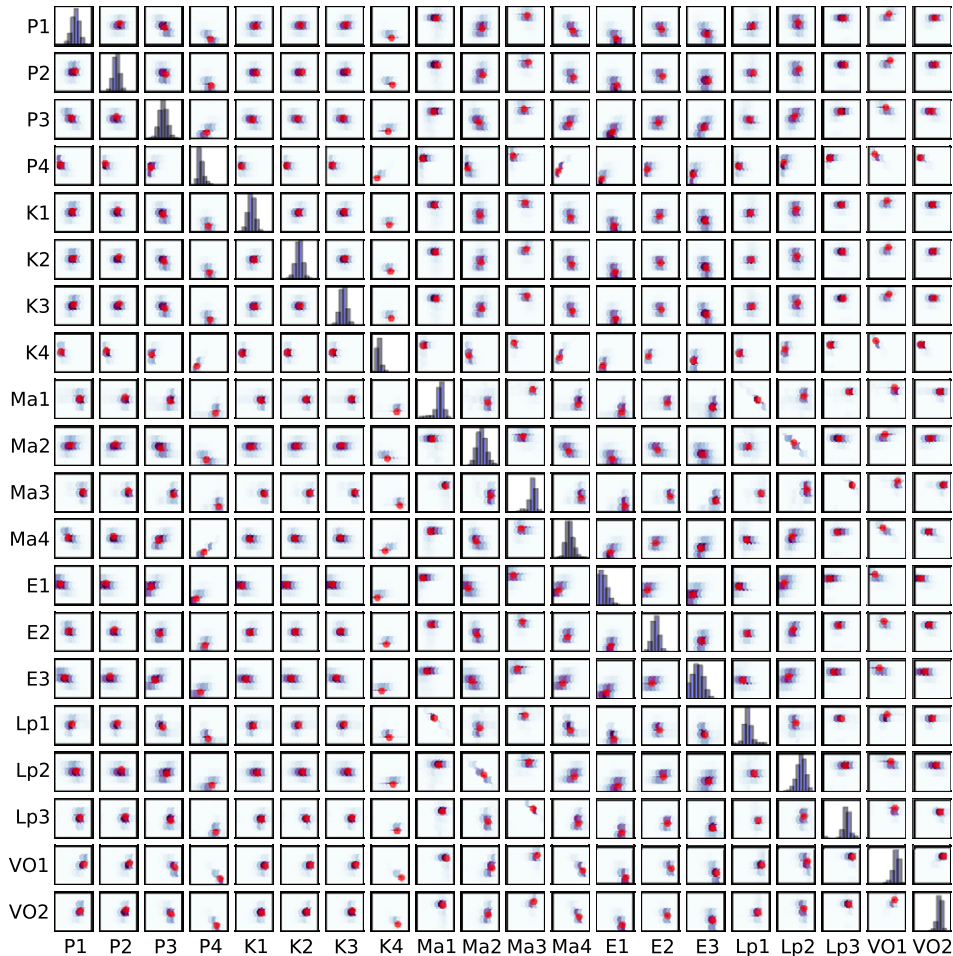 P1
P2
P3
P4
K1
K2
K3
K4
Ma1
Ma2
Ma3
Ma4
E1
E2
E3
Lp1
Lp2
Lp3
VO1
VO2
P1 P2 P3 P4 K1 K2 K3 K4 Ma1 Ma2 Ma3 Ma4 E1 E2 E3 Lp1 Lp2 Lp3 VO1 VO2